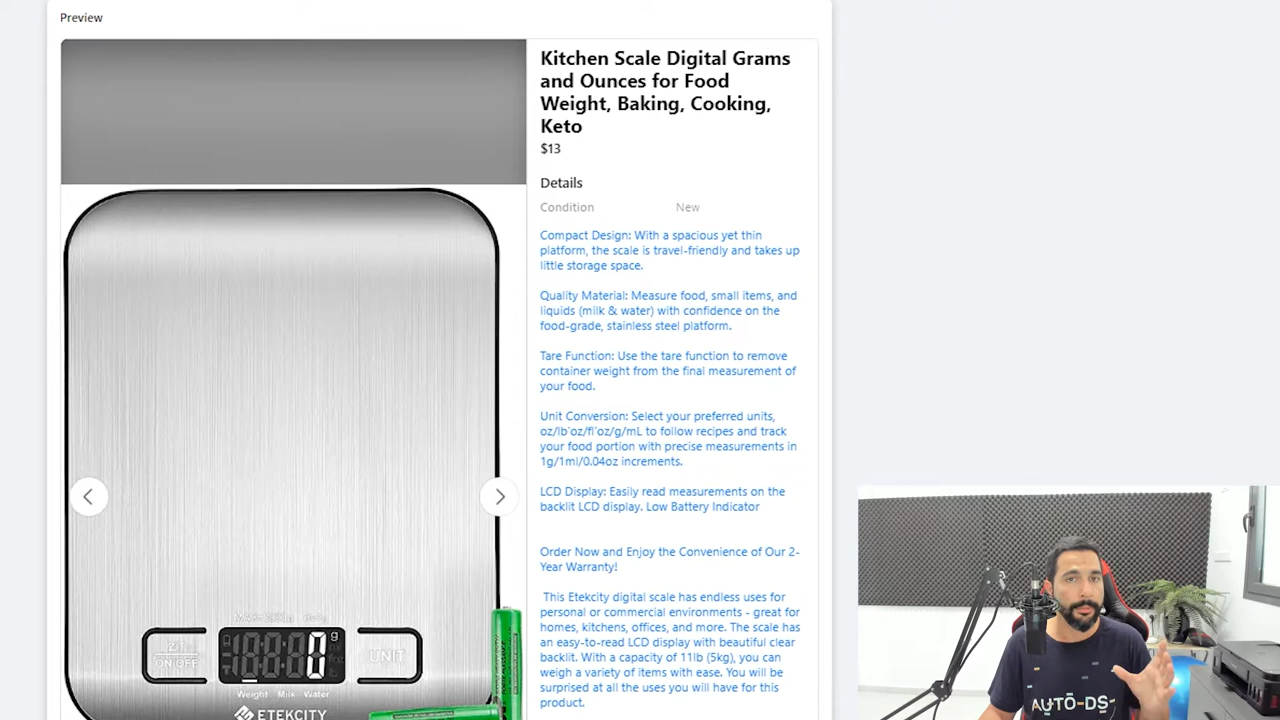 Preview
Kitchen Scale Digital Grams
and Ounces for Food
Weight, Baking, Cooking,
Keto
$13
Details
Condition New
Compact Design: With a spacious yet thin
platform, the scale is travel-friendly and takes up
little storage space.
Quality Material: Measure food, small items, and
liquids (milk & water) with confidence on the
food-grade, stainless steel platform.
Tare Function: Use the tare function to remove
container weight from the final measurement of
your food.
Unit Conversion: Select your preferred units,
oz/lb'oz/fl'oz/g/mL to follow recipes and track
your food portion with precise measurements in
1g/1ml/0.04oz increments.
LCD Display: Easily read measurements on the
backlit LCD display. Low Battery Indicator
Order Now and Enjoy the Convenience of Our 2-
Year Warranty!
This Etekcity digital scale has endless uses for
personal or commercial environments - great for
homes, kitchens, offices, and more. The scale has
an easy-to-read LCD display with beautiful clear
backlit. With a capacity of 11lb (5kg), you can
weigh a variety of items with ease. You will be
surprised at all the uses you will have for this
product.
ON/OFF
0 g
UNIT
Weight Milk Water
ETEKCITY
AUTO-DS